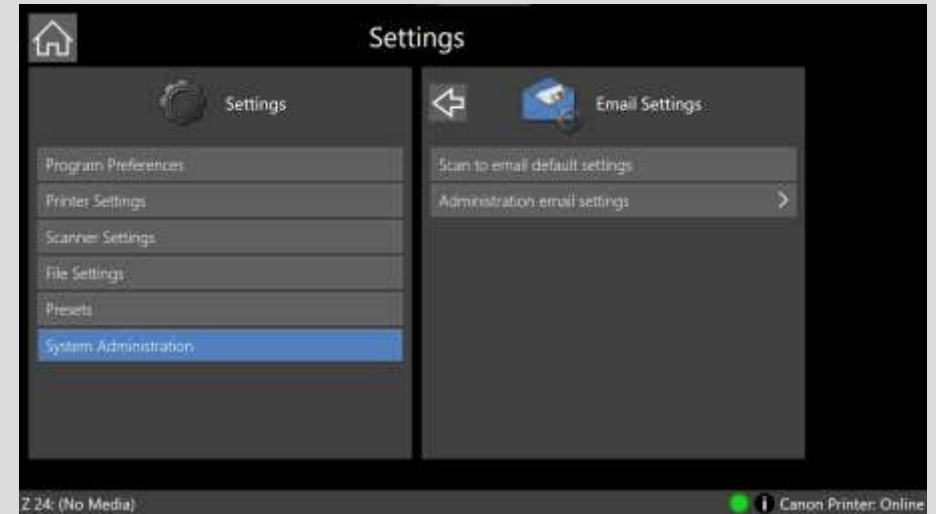 Settings
Settings
Program Preferences
Printer Settings
Scanner Settings
File Settings
Presets
System Administration
Email Settings
Scan to email default settings
Administration email settings
Z 24: (No Media)
Canon Printer: Online